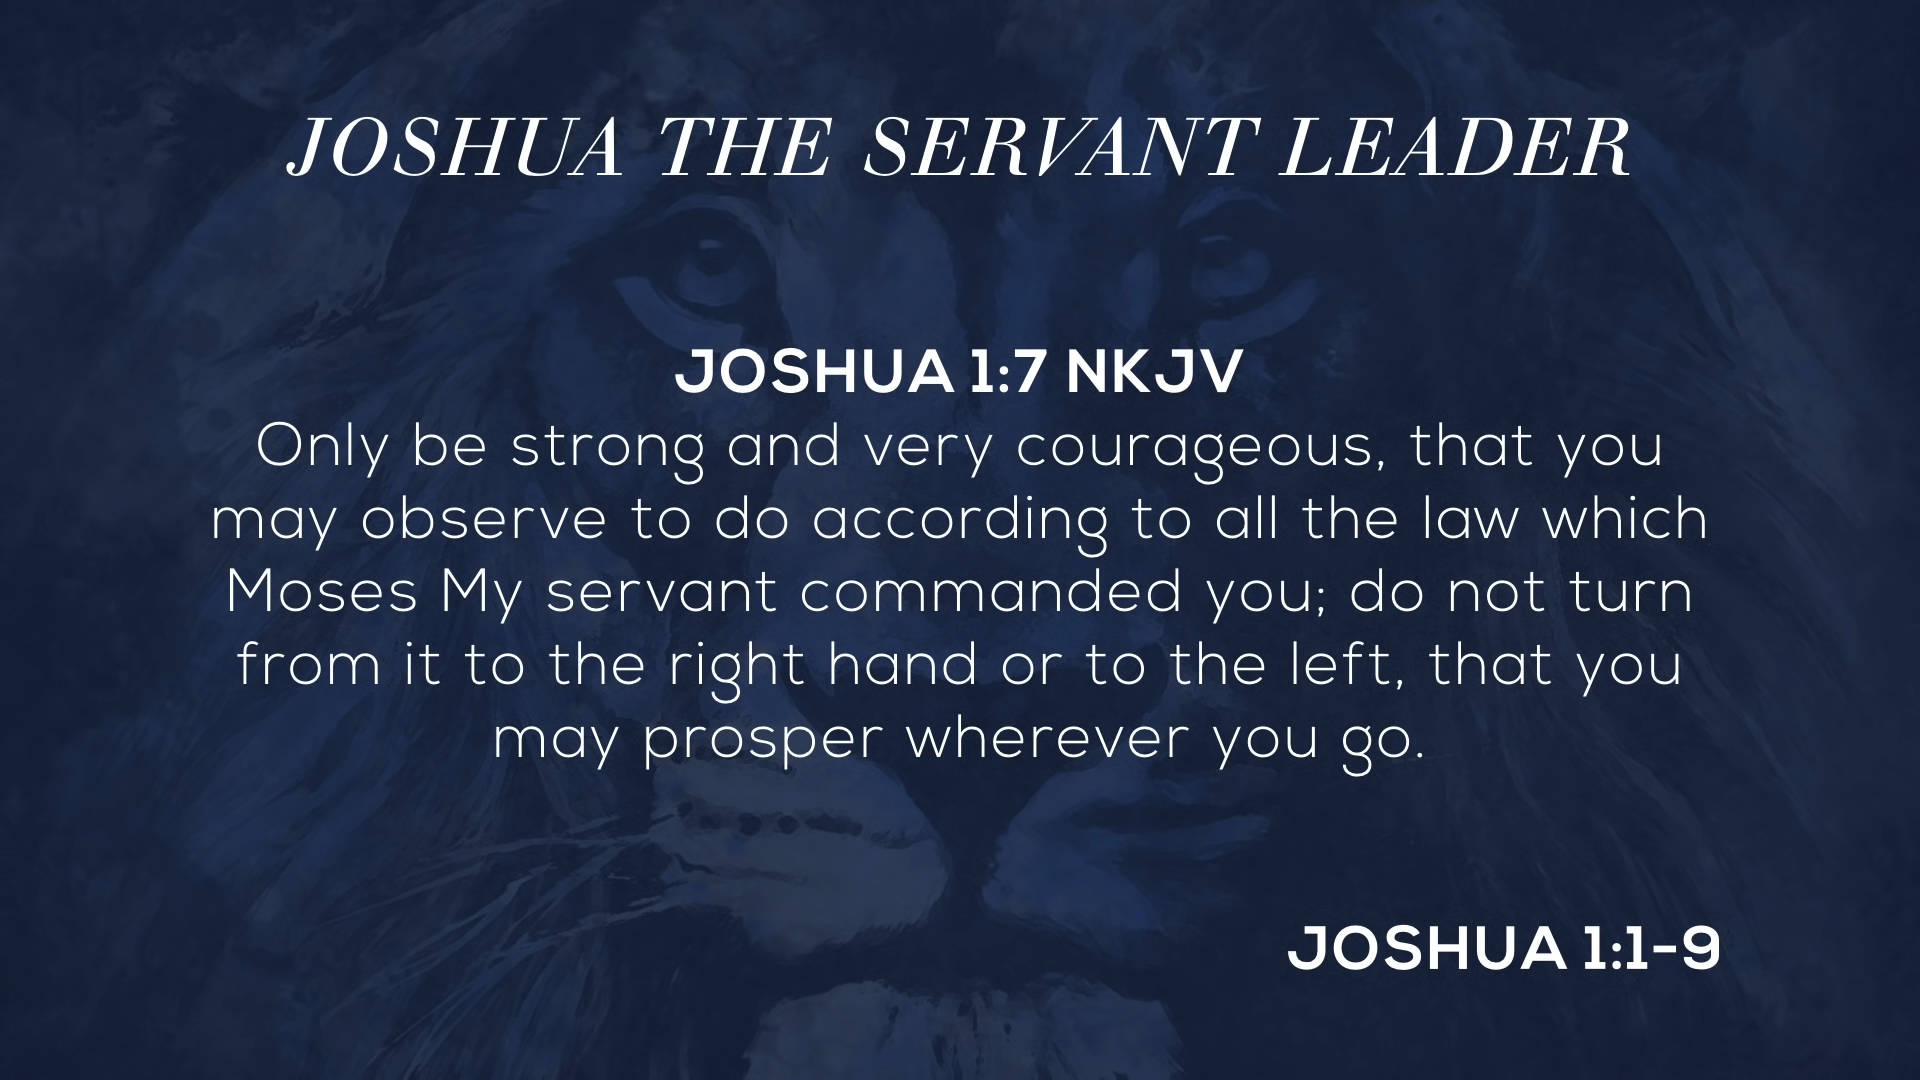 JOSHUA THE SERVANT LEADER
JOSHUA 1:7 NKJV
Only be strong and very courageous, that you
may observe to do according to all the law which
Moses My servant commanded you; do not turn
from it to the right hand or to the left, that you
may prosper wherever you go.
JOSHUA 1:1-9